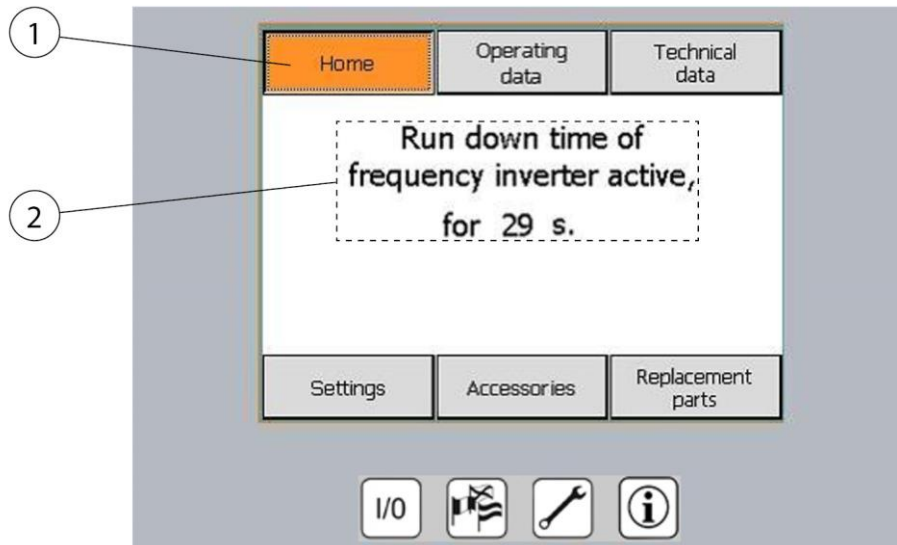 1
Home
Operating
data
Technical
data
Run down time of
frequency inverter active,
for 29 s.
2
Settings
Accessories
Replacement
parts
I/0
i